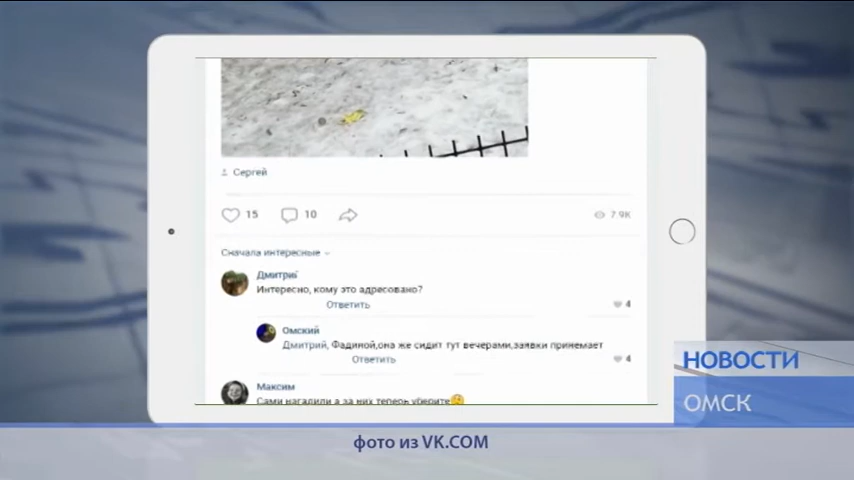 Сергей
15 10 7.9K
Сначала интересные
Дмитрий
Интересно, кому это адресовано?
Ответить 4
Омский
Дмитрий, Фадиной,она же сидит тут вечерами,заявки принемает
Ответить 4
Максим
Сами нагадили а за них теперь уберите
НОВОСТИ
ОМСК
фото из VK.COM